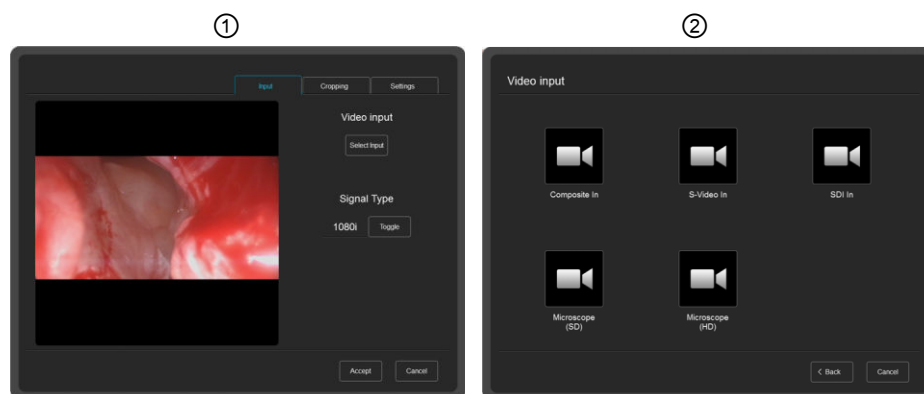 ①
Input
Cropping
Settings
Video input
Select Input
Signal Type
1080i
Toggle
Accept
Cancel
②
Video input
Composite In
S-Video In
SDI In
Microscope
(SD)
Microscope
(HD)
< Back
Cancel